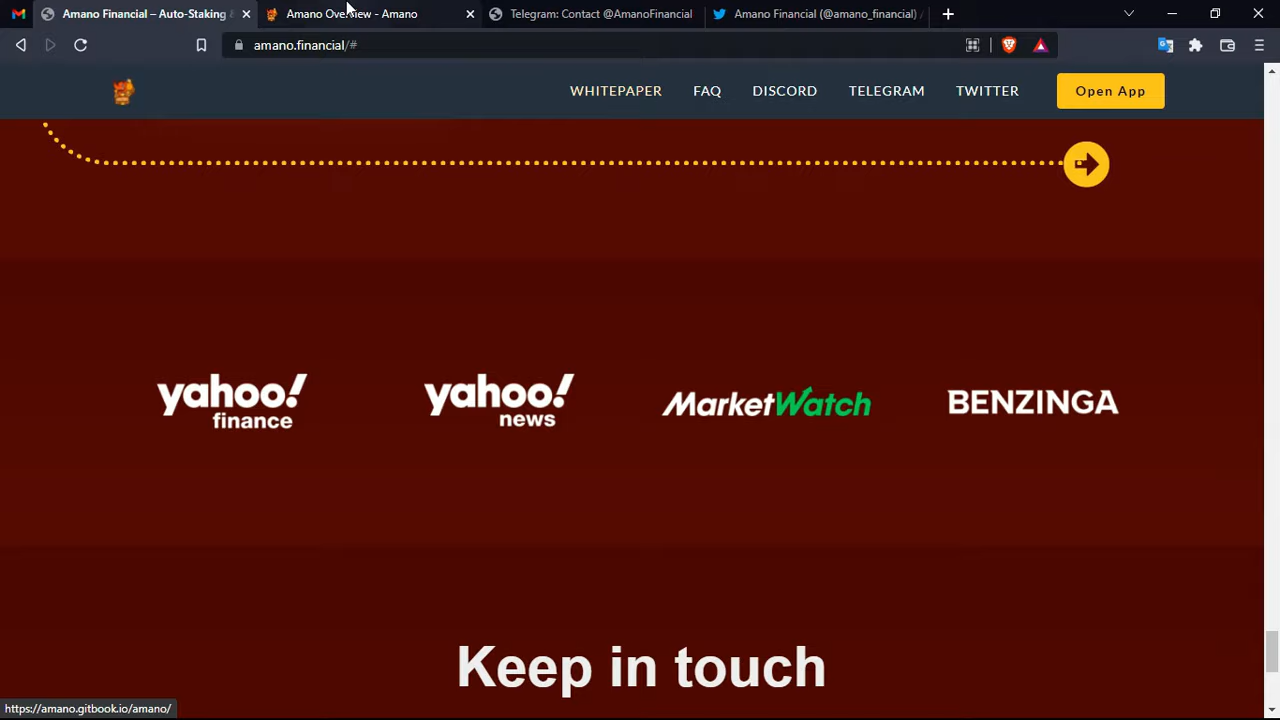 Amano Financial – Auto-Staking &
Amano Overview - Amano
Telegram: Contact @AmanoFinancial
Amano Financial (@amano_financial) /
amano.financial/#
WHITEPAPER
FAQ
DISCORD
TELEGRAM
TWITTER
Open App
yahoo!
finance
yahoo!
news
MarketWatch
BENZINGA
Keep in touch
https://amano.gitbook.io/amano/